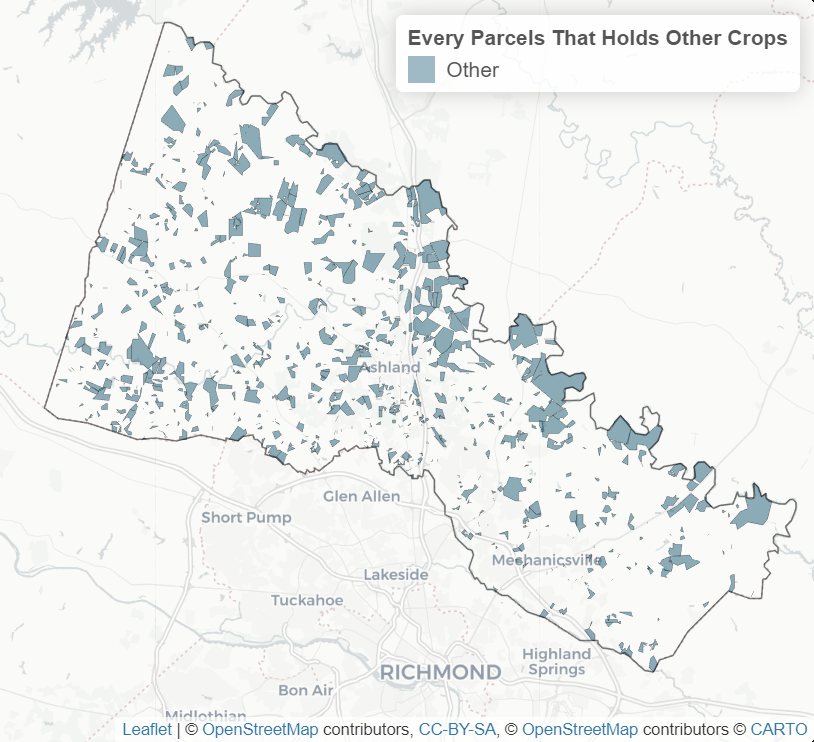 Every Parcels That Holds Other Crops
Other
Ashland
Glen Allen
Short Pump
Mechanicsville
Lakeside
Tuckahoe
Highland
Springs
RICHMOND
Bon Air
Midlothian
Leaflet | © OpenStreetMap contributors, CC-BY-SA, © OpenStreetMap contributors © CARTO